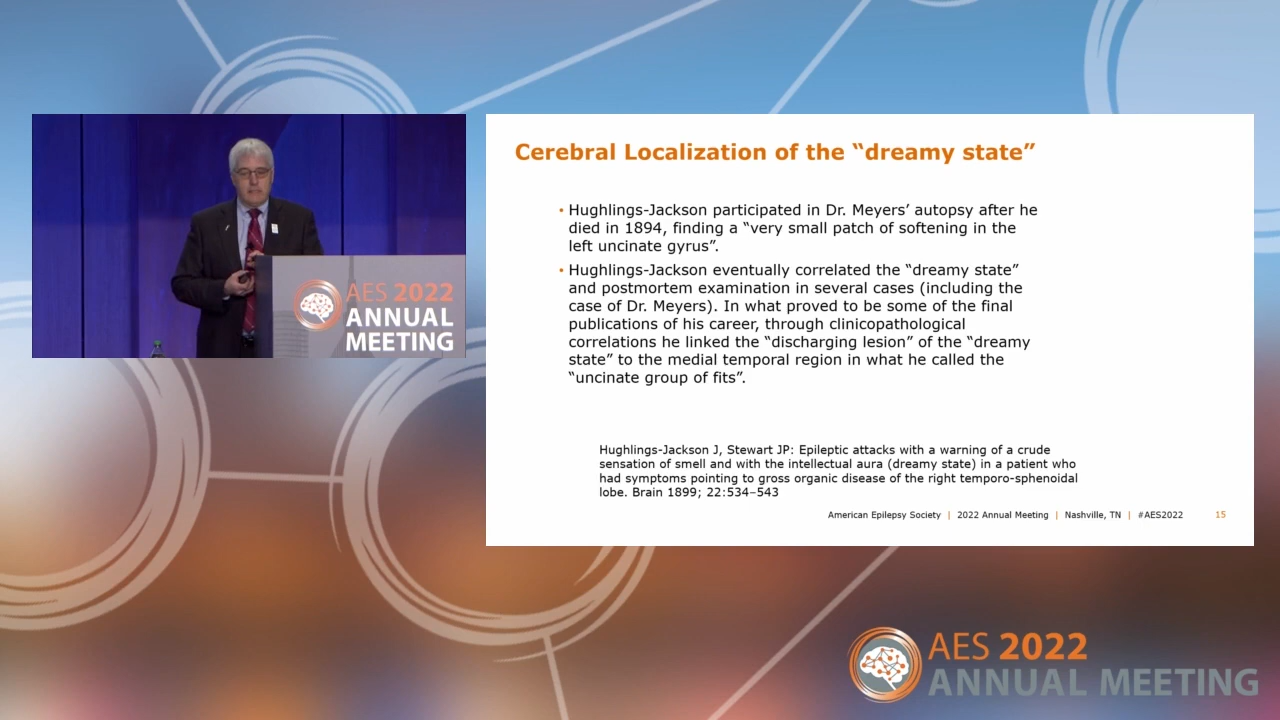 AES 2022
ANNUAL
MEETING
Cerebral Localization of the “dreamy state”
• Hughlings-Jackson participated in Dr. Meyers’ autopsy after he
died in 1894, finding a “very small patch of softening in the
left uncinate gyrus”.
• Hughlings-Jackson eventually correlated the “dreamy state”
and postmortem examination in several cases (including the
case of Dr. Meyers). In what proved to be some of the final
publications of his career, through clinicopathological
correlations he linked the “discharging lesion” of the “dreamy
state” to the medial temporal region in what he called the
“uncinate group of fits”.
Hughlings-Jackson J, Stewart JP: Epileptic attacks with a warning of a crude
sensation of smell and with the intellectual aura (dreamy state) in a patient who
had symptoms pointing to gross organic disease of the right temporo-sphenoidal
lobe. Brain 1899; 22:534–543
American Epilepsy Society | 2022 Annual Meeting | Nashville, TN | #AES2022 15
AES 2022
ANNUAL MEETING